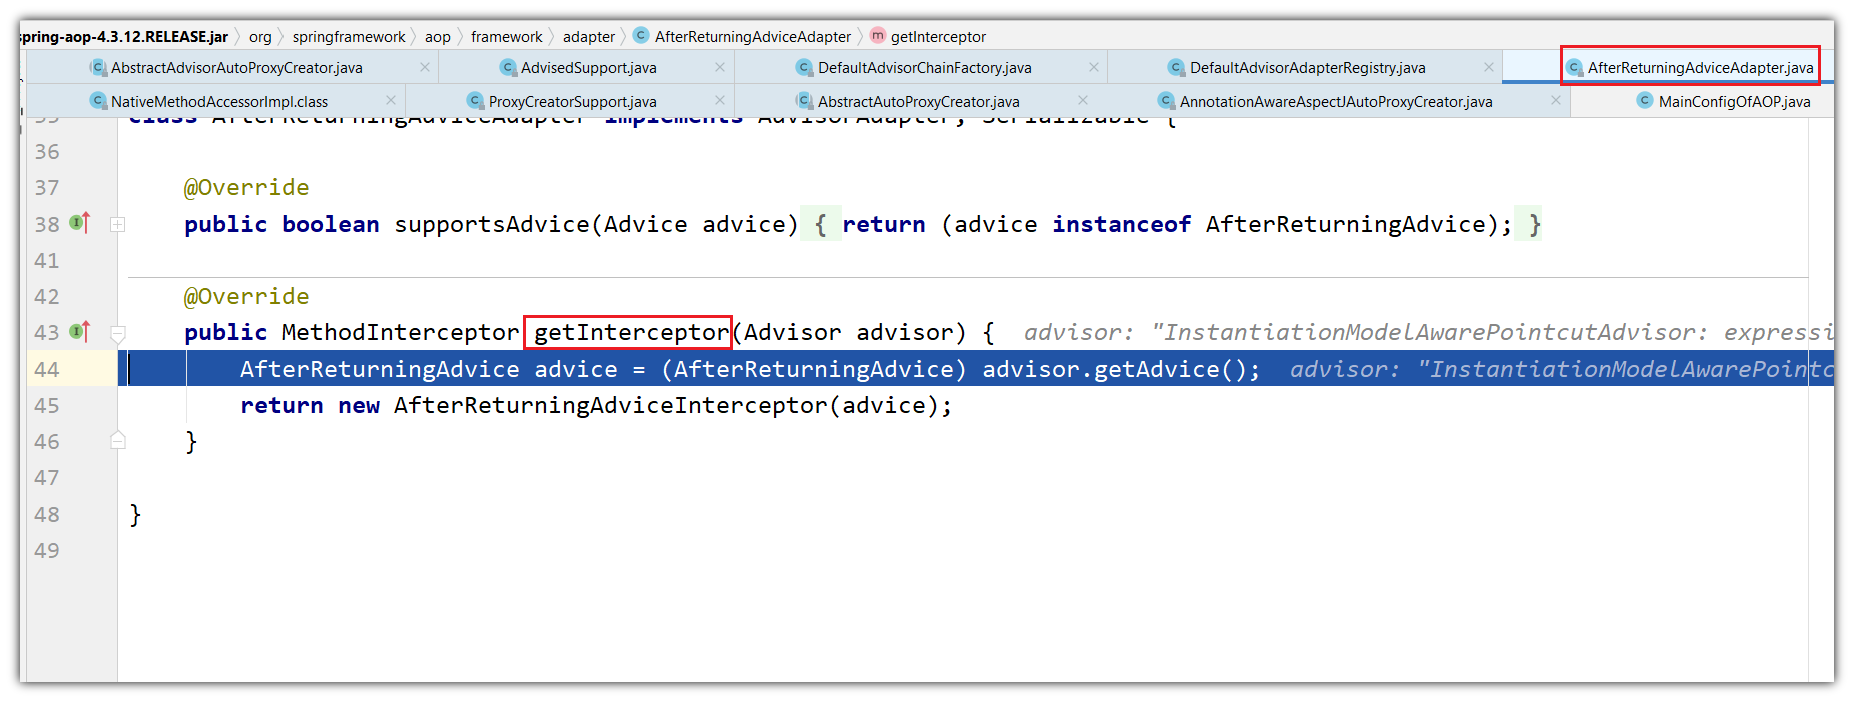 spring-aop-4.3.12.RELEASE.jar org springframework aop framework adapter AfterReturningAdviceAdapter getInterceptor
AbstractAdvisorAutoProxyCreator.java AdvisedSupport.java DefaultAdvisorChainFactory.java DefaultAdvisorAdapterRegistry.java AfterReturningAdviceAdapter.java
NativeMethodAccessorImpl.class ProxyCreatorSupport.java AbstractAutoProxyCreator.java AnnotationAwareAspectJAutoProxyCreator.java MainConfigOfAOP.java
35 class AfterReturningAdviceAdapter implements AdvisorAdapter, Serializable {
36
37 @Override
38 public boolean supportsAdvice(Advice advice) { return (advice instanceof AfterReturningAdvice); }
41
42 @Override
43 public MethodInterceptor getInterceptor(Advisor advisor) { advisor: "InstantiationModelAwarePointcutAdvisor: expressi
44 AfterReturningAdvice advice = (AfterReturningAdvice) advisor.getAdvice(); advisor: "InstantiationModelAwarePointc
45 return new AfterReturningAdviceInterceptor(advice);
46 }
47
48 }
49